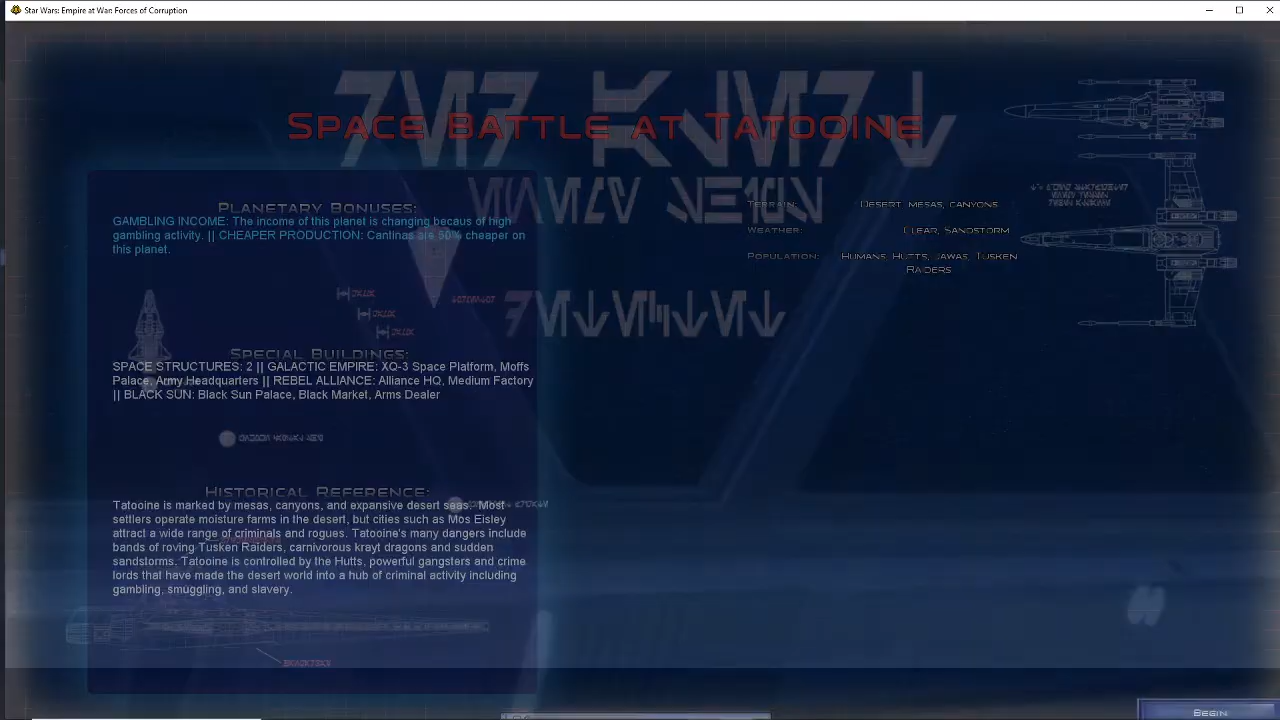 Star Wars: Empire at War: Forces of Corruption
Space Battle at Tatooine
Planetary Bonuses:
GAMBLING INCOME: The income of this planet is changing becaus of high
gambling activity. || CHEAPER PRODUCTION: Cantinas are 50% cheaper on
this planet.
Terrain: Desert, mesas, canyons
Weather: Clear, Sandstorm
Population: Humans, Hutts, Jawas, Tusken
Raiders
Special Buildings:
SPACE STRUCTURES: 2 || GALACTIC EMPIRE: XQ-3 Space Platform, Moffs
Palace, Army Headquarters || REBEL ALLIANCE: Alliance HQ, Medium Factory
|| BLACK SUN: Black Sun Palace, Black Market, Arms Dealer
Historical Reference:
Tatooine is marked by mesas, canyons, and expansive desert seas. Most
settlers operate moisture farms in the desert, but cities such as Mos Eisley
attract a wide range of criminals and rogues. Tatooine's many dangers include
bands of roving Tusken Raiders, carnivorous krayt dragons and sudden
sandstorms. Tatooine is controlled by the Hutts, powerful gangsters and crime
lords that have made the desert world into a hub of criminal activity including
gambling, smuggling, and slavery.
Begin